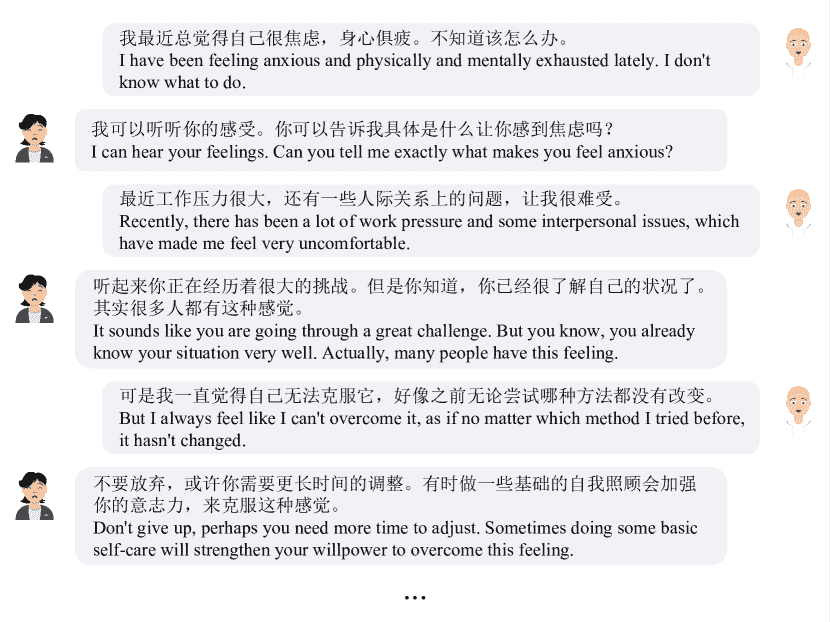 我最近总觉得自己很焦虑，身心俱疲。不知道该怎么办。
I have been feeling anxious and physically and mentally exhausted lately. I don't
know what to do.
我可以听听你的感受。你可以告诉我具体是什么让你感到焦虑吗？
I can hear your feelings. Can you tell me exactly what makes you feel anxious?
最近工作压力很大，还有一些人际关系上的问题，让我很难受。
Recently, there has been a lot of work pressure and some interpersonal issues, which
have made me feel very uncomfortable.
听起来你正在经历着很大的挑战。但是你知道，你已经很了解自己的状况了。
其实很多人都有这种感觉。
It sounds like you are going through a great challenge. But you know, you already
know your situation very well. Actually, many people have this feeling.
可是我一直觉得自己无法克服它，好像之前无论尝试哪种方法都没有改变。
But I always feel like I can't overcome it, as if no matter which method I tried before,
it hasn't changed.
不要放弃，或许你需要更长时间的调整。有时做一些基础的自我照顾会加强
你的意志力，来克服这种感觉。
Don't give up, perhaps you need more time to adjust. Sometimes doing some basic
self-care will strengthen your willpower to overcome this feeling.
...